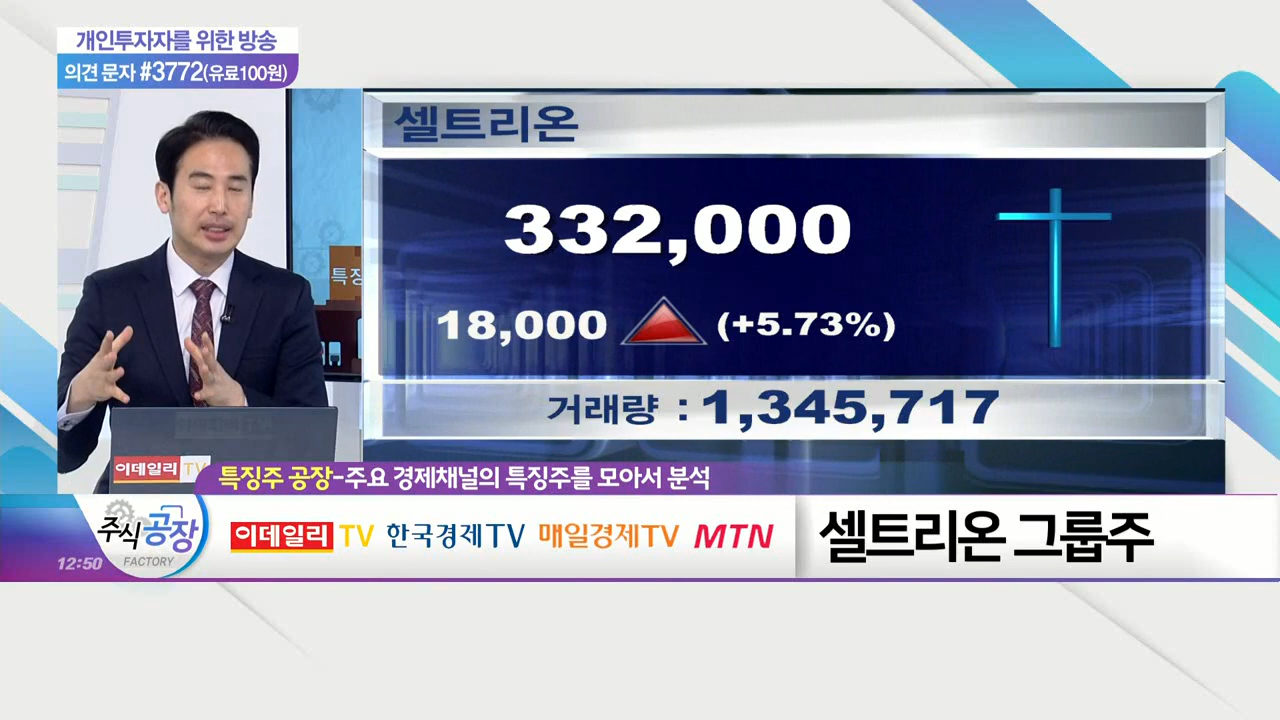 개인투자자를 위한 방송
의견 문자 #3772(유료100원)
셀트리온
332,000
18,000 (+5.73%)
거래량 : 1,345,717
특징
이데일리 TV
특징주 공장-주요 경제채널의 특징주를 모아서 분석
주식공장
FACTORY
12:50
이데일리 TV 한국경제TV 매일경제TV MTN
셀트리온 그룹주